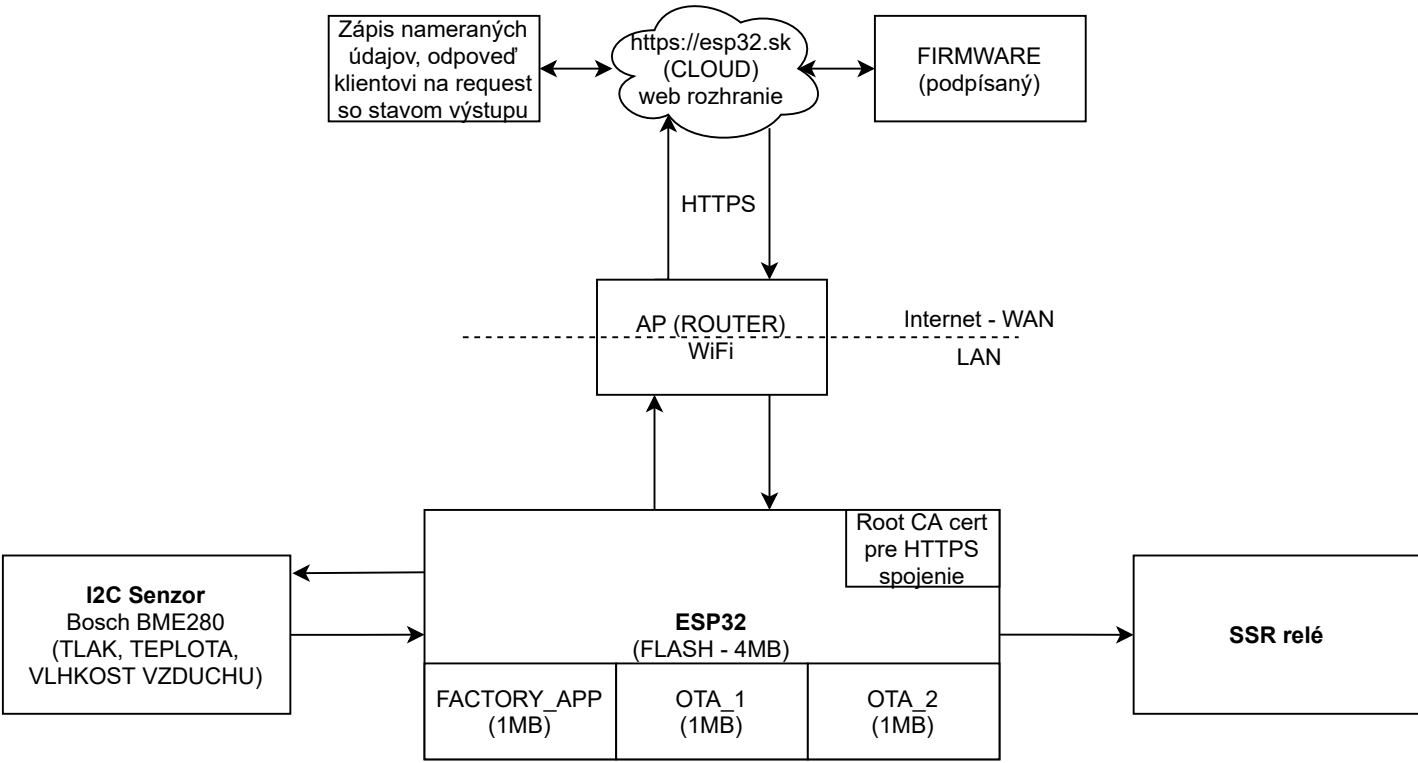 Zápis nameraných
údajov, odpoveď
klientovi na request
so stavom výstupu
https://esp32.sk
(CLOUD)
web rozhranie
FIRMWARE
(podpísaný)
HTTPS
AP (ROUTER)
WiFi
Internet - WAN
LAN
Root CA cert
pre HTTPS
spojenie
I2C Senzor
Bosch BME280
(TLAK, TEPLOTA,
VLHKOST VZDUCHU)
ESP32
(FLASH - 4MB)
SSR relé
FACTORY_APP
(1MB)
OTA_1
(1MB)
OTA_2
(1MB)